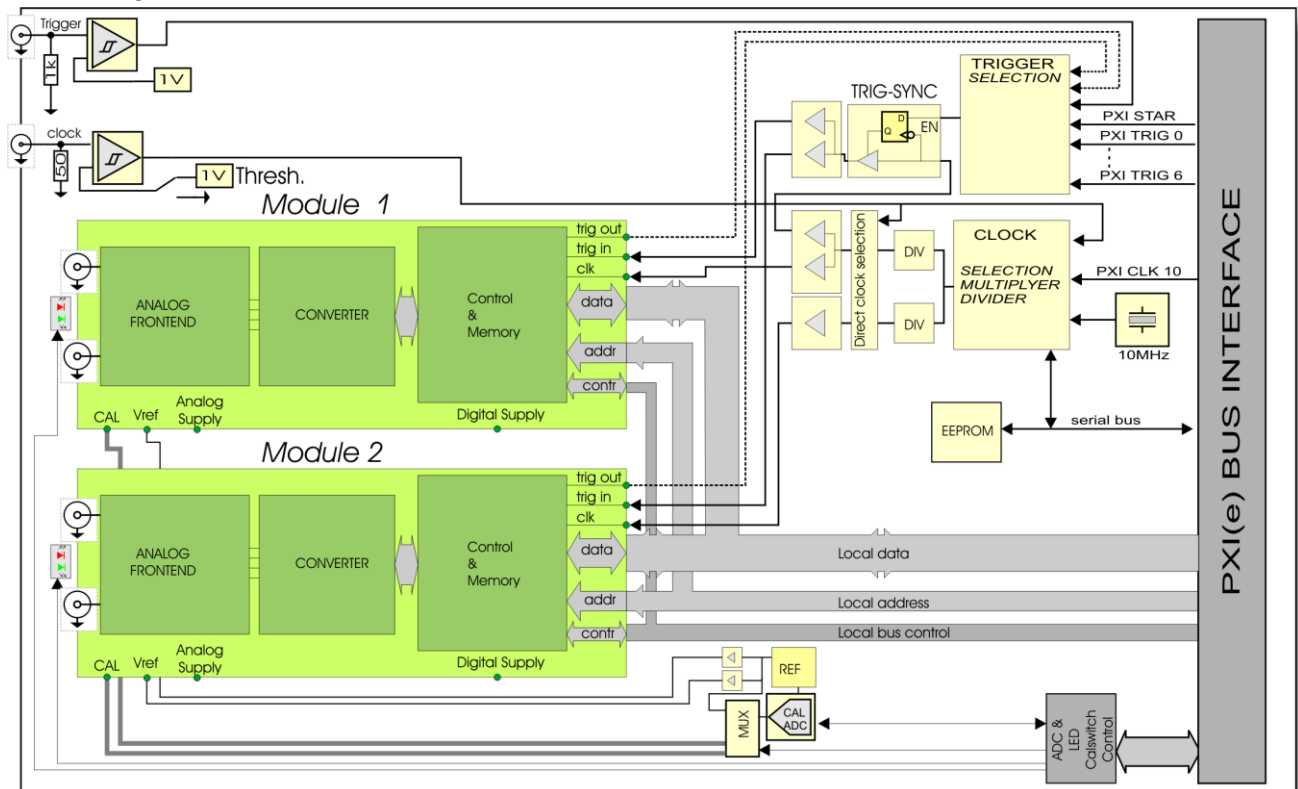 Trigger
1k
1V
clock
50
1V
Thresh.
TRIGGER
SELECTION
TRIG-SYNC
D
Q
EN
PXI STAR
PXI TRIG 0
PXI TRIG 6
PXI(e) BUS INTERFACE
Module 1
trig out
trig in
clk
data
addr
contr
ANALOG
FRONTEND
CONVERTER
Control
&
Memory
CAL
Vref
Analog
Supply
Digital Supply
Direct clock selection
DIV
DIV
CLOCK
SELECTION
MULTIPLYER
DIVIDER
PXI CLK 10
10MHz
EEPROM
serial bus
Module 2
trig out
trig in
clk
data
addr
contr
ANALOG
FRONTEND
CONVERTER
Control
&
Memory
CAL
Vref
Analog
Supply
Digital Supply
Local data
Local address
Local bus control
REF
CAL
ADC
MUX
ADC &
LED
Calswitch
Control